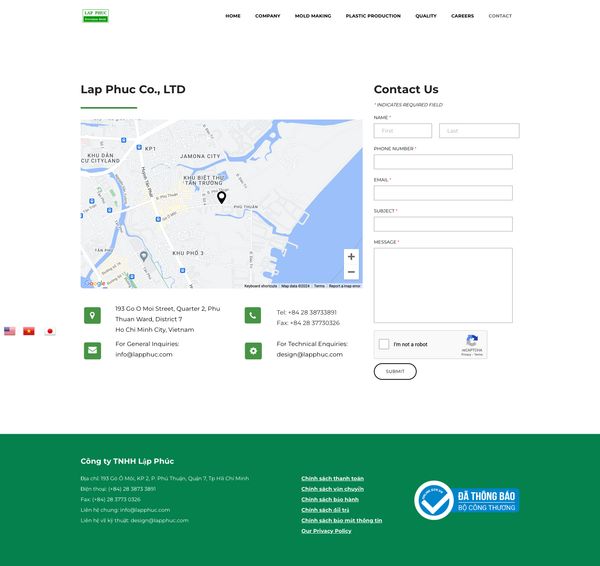 LAP PHUC
HOME
COMPANY
MOLD MAKING
PLASTIC PRODUCTION
QUALITY
CAREERS
CONTACT
Lap Phuc Co., LTD
KHU DÂN
CƯ CITYLAND
KP1
JAMONA CITY
KHU BIỆT THỰ
TÂN TRƯỜNG
PHÚ THUẬN
KHU PHỐ 3
Google
Keyboard shortcuts
Map data ©2024
Terms
Report a map error
193 Go O Moi Street, Quarter 2, Phu
Thuan Ward, District 7
Ho Chi Minh City, Vietnam
Tel: +84 28 38733891
Fax: +84 28 37730326
For General Inquiries:
info@lapphuc.com
For Technical Enquiries:
design@lapphuc.com
Contact Us
* INDICATES REQUIRED FIELD
NAME *
First
Last
PHONE NUMBER *
EMAIL *
SUBJECT *
MESSAGE *
I'm not a robot
reCAPTCHA
Privacy - Terms
SUBMIT
Công ty TNHH Lập Phúc
Địa chỉ: 193 Gò Ô Môi, KP 2, P. Phú Thuận, Quận 7, Tp Hồ Chí Minh
Điện thoại: (+84) 28 3873 3891
Fax: (+84) 28 3773 0326
Liên hệ chung: info@lapphuc.com
Liên hệ về kỹ thuật: design@lapphuc.com
Chính sách thanh toán
Chính sách vận chuyển
Chính sách bảo hành
Chính sách đổi trả
Chính sách bảo mật thông tin
Our Privacy Policy
ĐÃ THÔNG BÁO
BỘ CÔNG THƯƠNG